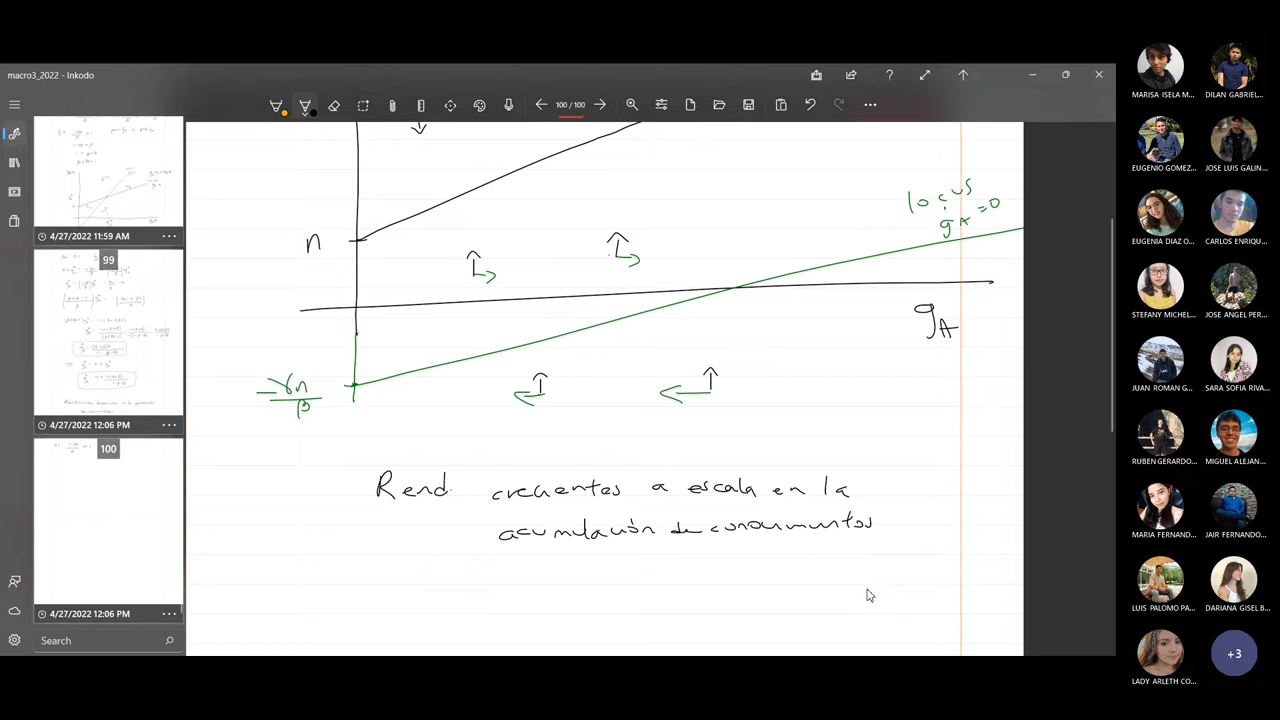 macro3_2022 - Inkodo
100 / 100
4/27/2022 11:59 AM
99
4/27/2022 12:06 PM
100
4/27/2022 12:06 PM
Search
n
locus
ġA = 0
gA
-γn
β
Rend. crecientes a escala en la
acumulación de conocimientos
MARISA ISELA M...
DILAN GABRIEL...
EUGENIO GOMEZ...
JOSE LUIS GALIN...
EUGENIA DIAZ O...
CARLOS ENRIQU...
STEFANY MICHEL...
JOSE ANGEL PER...
JUAN ROMAN G...
SARA SOFIA RIVA...
RUBEN GERARDO...
MIGUEL ALEJAN...
MARIA FERNAND...
JAIR FERNANDO...
LUIS PALOMO PA...
DARIANA GISEL B...
LADY ARLETH CO...
+3